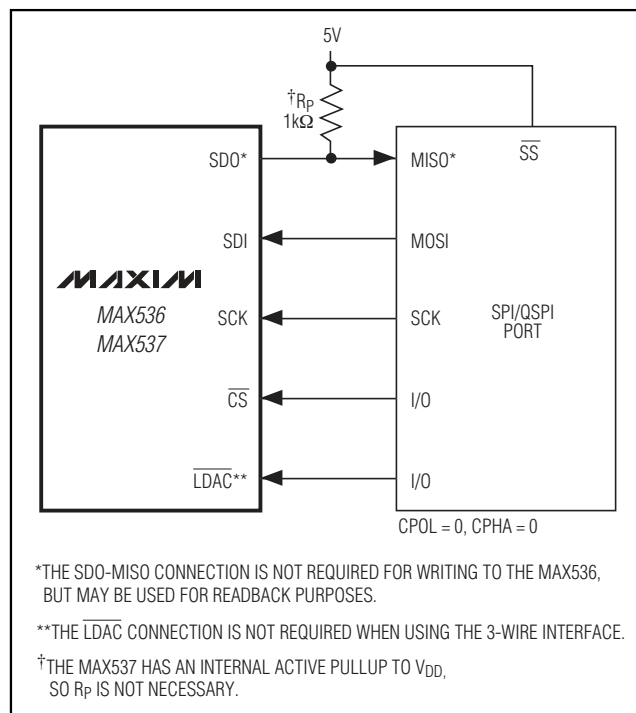 5V
†RP
1kΩ
SDO*
MISO*
SS
SDI
MOSI
MAXIM
MAX536
MAX537
SCK
SCK
SPI/QSPI
PORT
CS
I/O
LDAC**
I/O
CPOL = 0, CPHA = 0
*THE SDO-MISO CONNECTION IS NOT REQUIRED FOR WRITING TO THE MAX536,
BUT MAY BE USED FOR READBACK PURPOSES.
**THE LDAC CONNECTION IS NOT REQUIRED WHEN USING THE 3-WIRE INTERFACE.
†THE MAX537 HAS AN INTERNAL ACTIVE PULLUP TO VDD,
SO RP IS NOT NECESSARY.